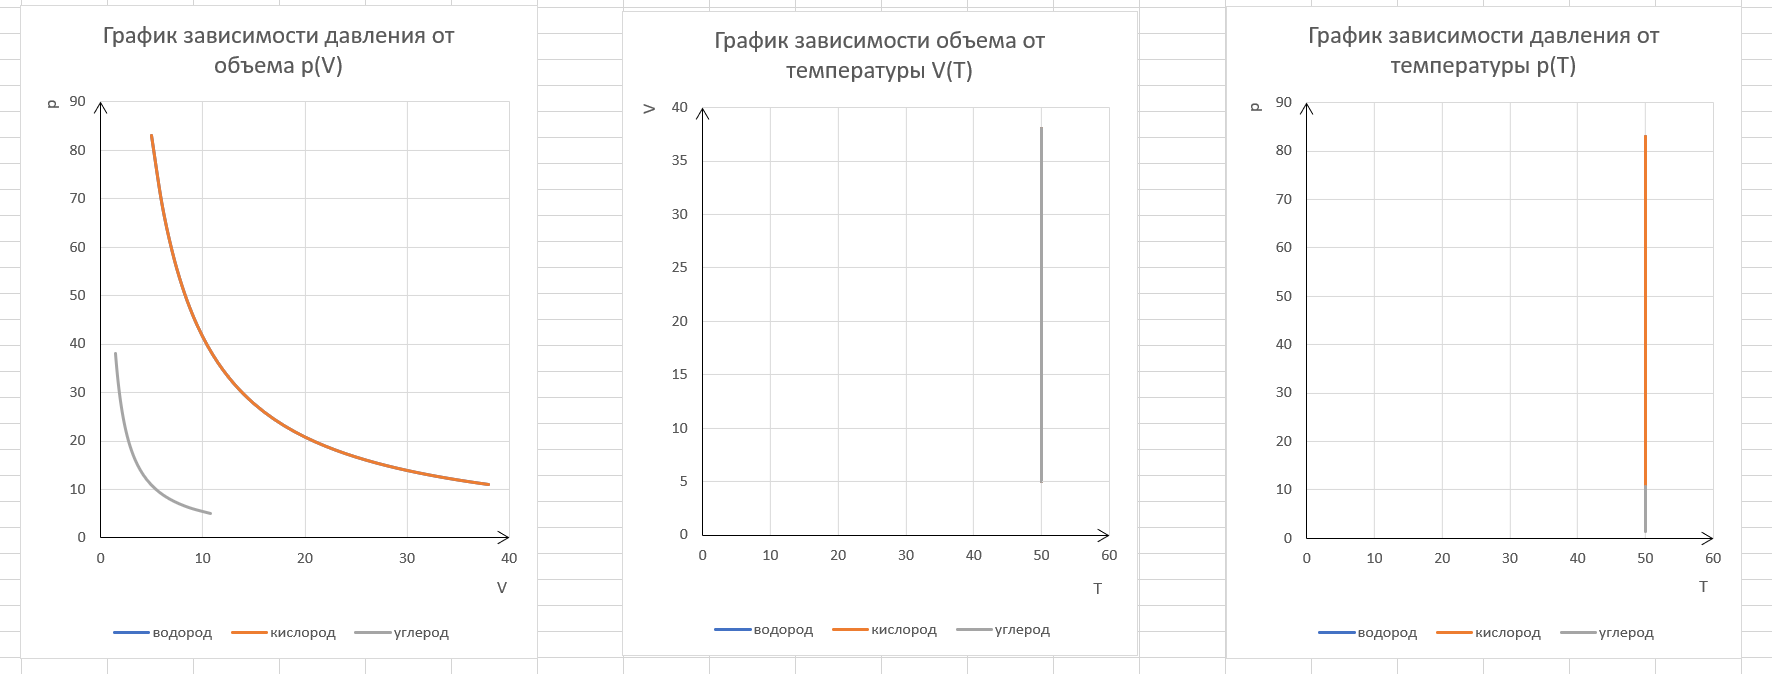 График зависимости давления от
объема p(V)
p
90
80
70
60
50
40
30
20
10
0
0 10 20 30 40
V
водород кислород углерод
График зависимости объема от
температуры V(T)
V
40
35
30
25
20
15
10
5
0
0 10 20 30 40 50 60
T
водород кислород углерод
График зависимости давления от
температуры p(T)
p
90
80
70
60
50
40
30
20
10
0
0 10 20 30 40 50 60
T
водород кислород углерод